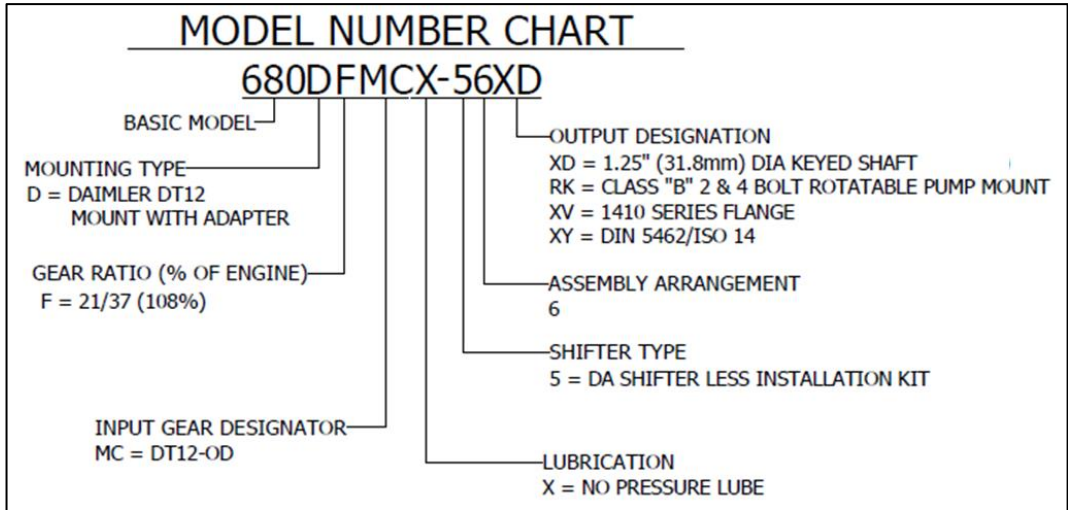 MODEL NUMBER CHART
680DFMCX-56XD
BASIC MODEL
MOUNTING TYPE
D = DAIMLER DT12
MOUNT WITH ADAPTER
GEAR RATIO (% OF ENGINE)
F = 21/37 (108%)
INPUT GEAR DESIGNATOR
MC = DT12-OD
OUTPUT DESIGNATION
XD = 1.25" (31.8mm) DIA KEYED SHAFT
RK = CLASS "B" 2 & 4 BOLT ROTATABLE PUMP MOUNT
XV = 1410 SERIES FLANGE
XY = DIN 5462/ISO 14
ASSEMBLY ARRANGEMENT
6
SHIFTER TYPE
5 = DA SHIFTER LESS INSTALLATION KIT
LUBRICATION
X = NO PRESSURE LUBE